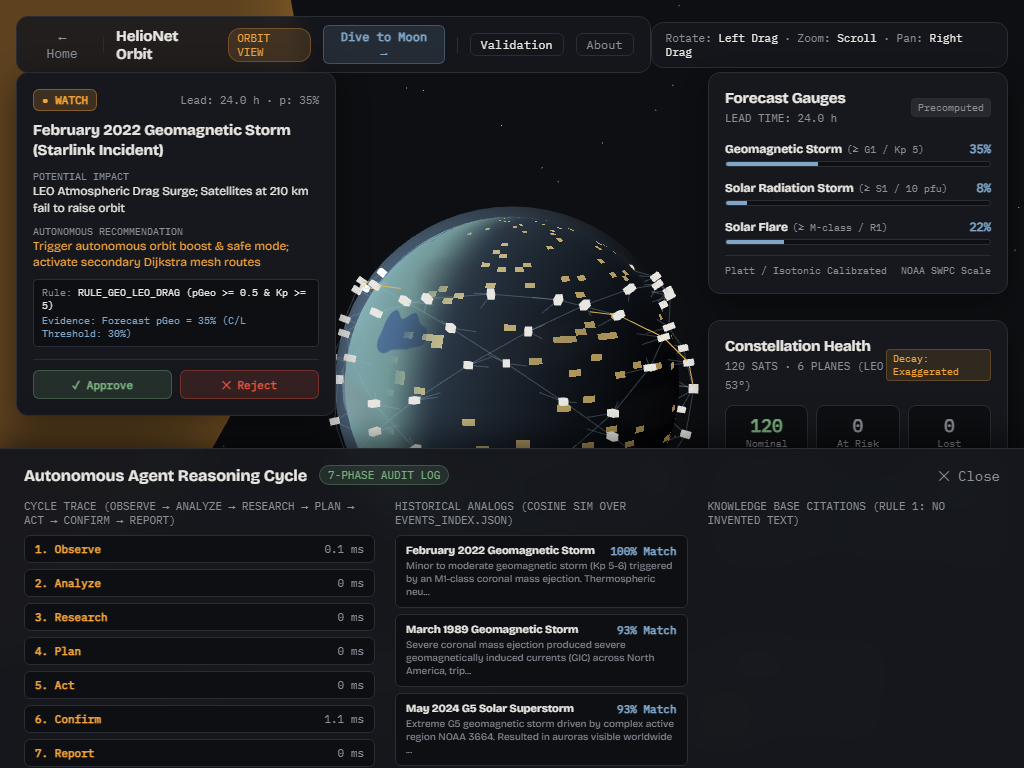 ← Home
HelioNet Orbit
ORBIT VIEW
Dive to Moon →
Validation
About
Rotate: Left Drag · Zoom: Scroll · Pan: Right Drag
WATCH
Lead: 24.0 h · p: 35%
February 2022 Geomagnetic Storm (Starlink Incident)
POTENTIAL IMPACT
LEO Atmospheric Drag Surge; Satellites at 210 km fail to raise orbit
AUTONOMOUS RECOMMENDATION
Trigger autonomous orbit boost & safe mode; activate secondary Dijkstra mesh routes
Rule: RULE_GEO_LEO_DRAG (pGeo >= 0.5 & Kp >= 5)
Evidence: Forecast pGeo = 35% (C/L Threshold: 30%)
✓ Approve
✕ Reject
Forecast Gauges
LEAD TIME: 24.0 h
Precomputed
Geomagnetic Storm (≥ G1 / Kp 5) 35%
Solar Radiation Storm (≥ S1 / 10 pfu) 8%
Solar Flare (≥ M-class / R1) 22%
Platt / Isotonic Calibrated
NOAA SWPC Scale
Constellation Health
120 SATS · 6 PLANES (LEO 53°)
Decay: Exaggerated
120
Nominal
0
At Risk
0
Lost
Autonomous Agent Reasoning Cycle
7-PHASE AUDIT LOG
✕ Close
CYCLE TRACE (OBSERVE → ANALYZE → RESEARCH → PLAN → ACT → CONFIRM → REPORT)
1. Observe 0.1 ms
2. Analyze 0 ms
3. Research 0 ms
4. Plan 0 ms
5. Act 0 ms
6. Confirm 1.1 ms
7. Report 0 ms
HISTORICAL ANALOGS (COSINE SIM OVER EVENTS_INDEX.JSON)
February 2022 Geomagnetic Storm 100% Match
Minor to moderate geomagnetic storm (Kp 5-6) triggered by an M1-class coronal mass ejection. Thermospheric neu...
March 1989 Geomagnetic Storm 93% Match
Severe coronal mass ejection produced severe geomagnetically induced currents (GIC) across North America, trip...
May 2024 G5 Solar Superstorm 93% Match
Extreme G5 geomagnetic storm driven by complex active region NOAA 3664. Resulted in auroras visible worldwide ...
KNOWLEDGE BASE CITATIONS (RULE 1: NO INVENTED TEXT)